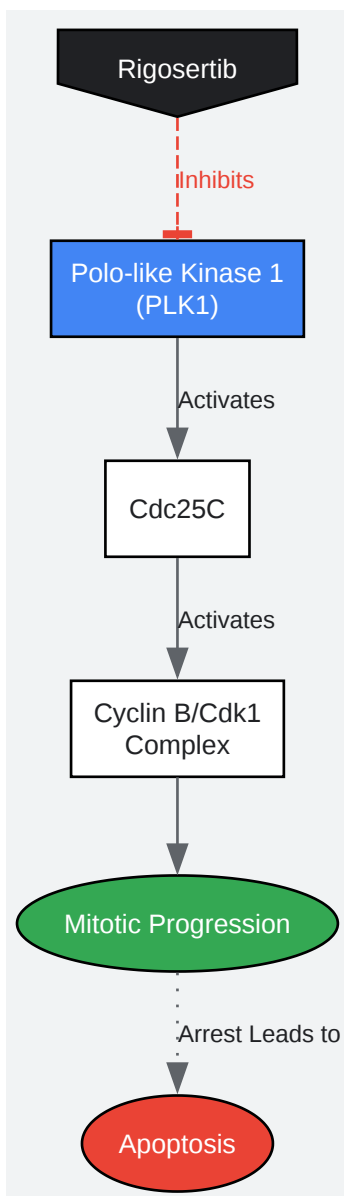 Rigosertib
Inhibits
Polo-like Kinase 1
(PLK1)
Activates
Cdc25C
Activates
Cyclin B/Cdk1
Complex
Mitotic Progression
Arrest Leads to
Apoptosis